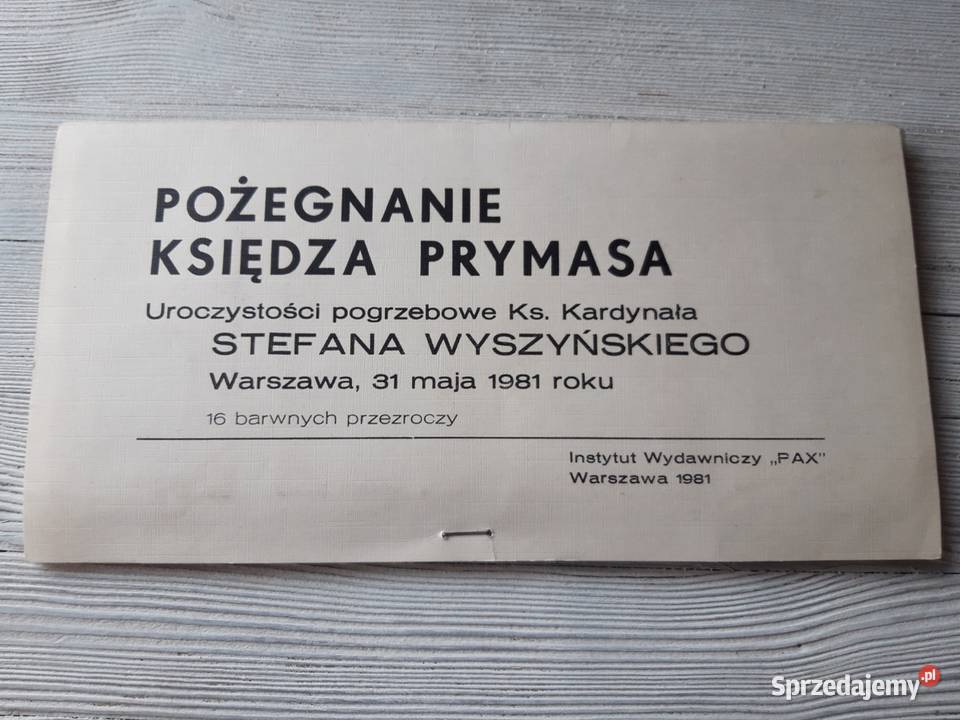 POŻEGNANIE
KSIĘDZA PRYMASA
Uroczystości pogrzebowe Ks. Kardynała
STEFANA WYSZYŃSKIEGO
Warszawa, 31 maja 1981 roku
16 barwnych przezroczy
Instytut Wydawniczy „PAX”
Warszawa 1981
Sprzedajemy.pl